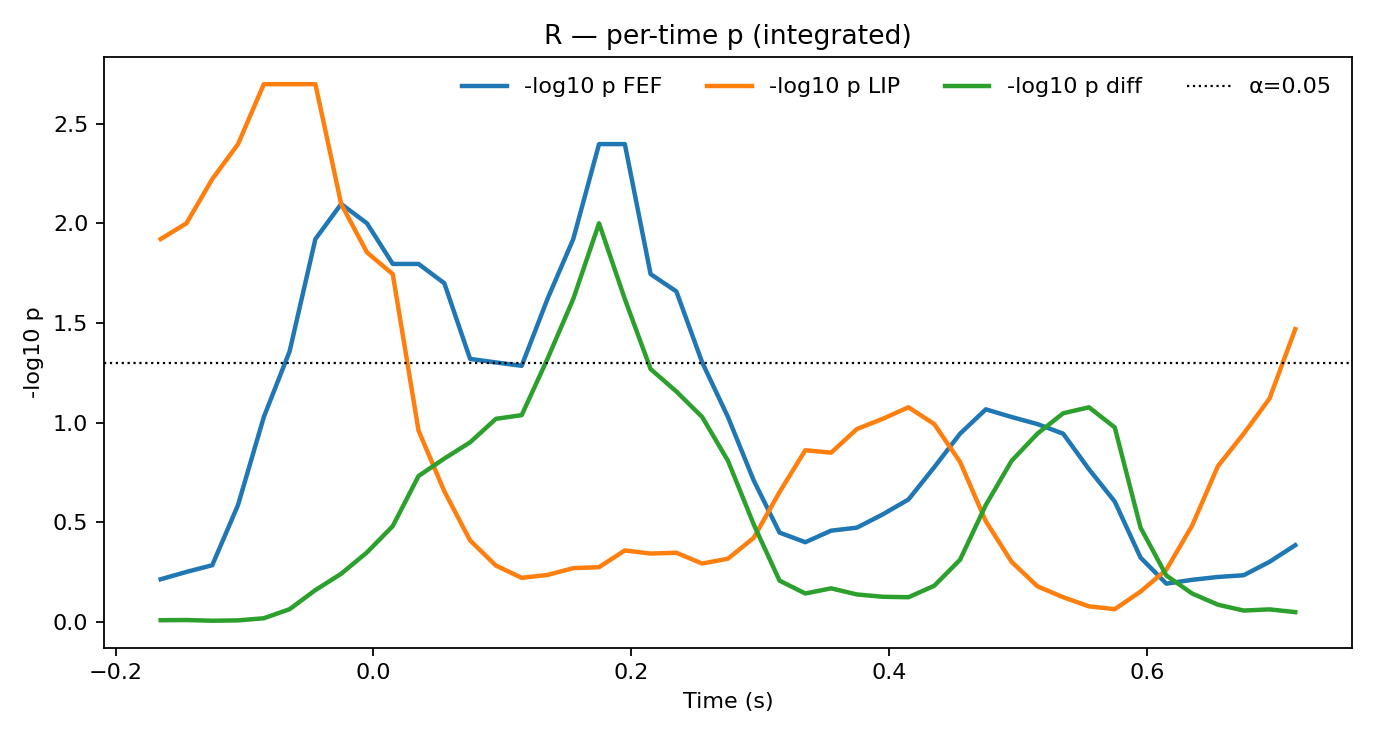 R — per-time p (integrated)
-log10 p FEF
-log10 p LIP
-log10 p diff
α=0.05
-log10 p
2.5
2.0
1.5
1.0
0.5
0.0
−0.2
0.0
0.2
0.4
0.6
Time (s)